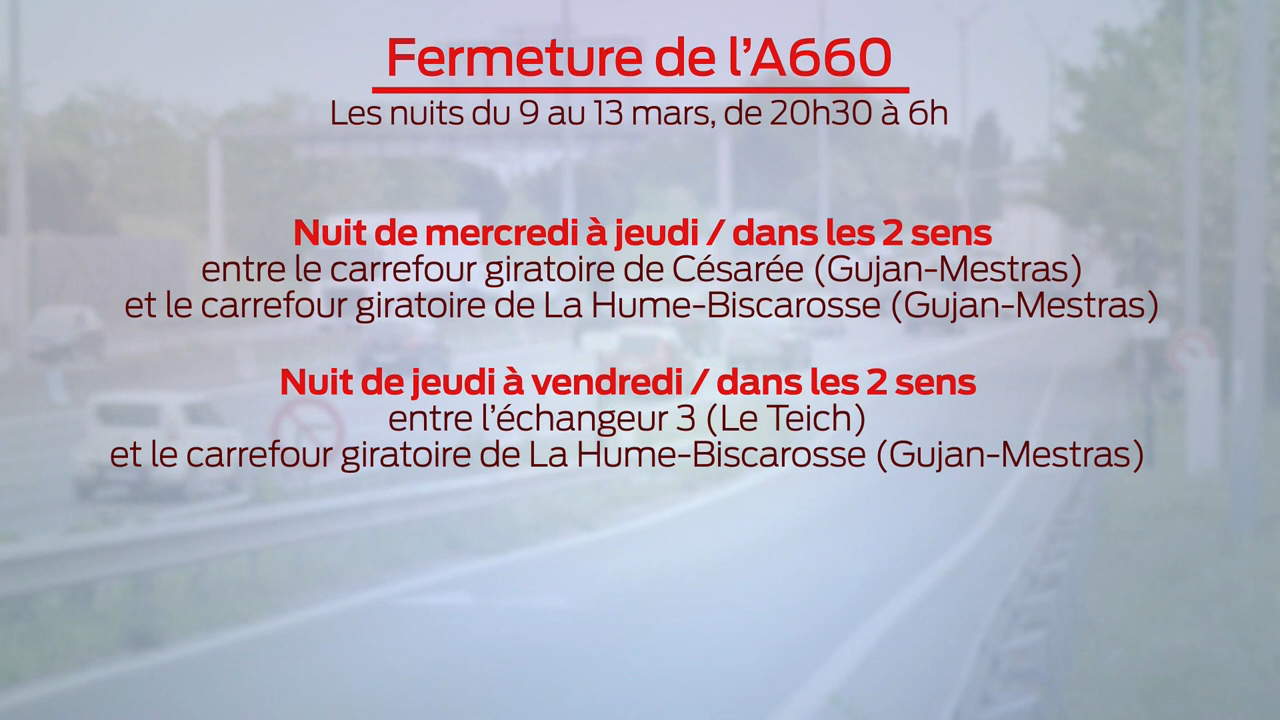 Fermeture de l’A660
Les nuits du 9 au 13 mars, de 20h30 à 6h
Nuit de mercredi à jeudi / dans les 2 sens
entre le carrefour giratoire de Césarée (Gujan-Mestras)
et le carrefour giratoire de La Hume-Biscarosse (Gujan-Mestras)
Nuit de jeudi à vendredi / dans les 2 sens
entre l’échangeur 3 (Le Teich)
et le carrefour giratoire de La Hume-Biscarosse (Gujan-Mestras)